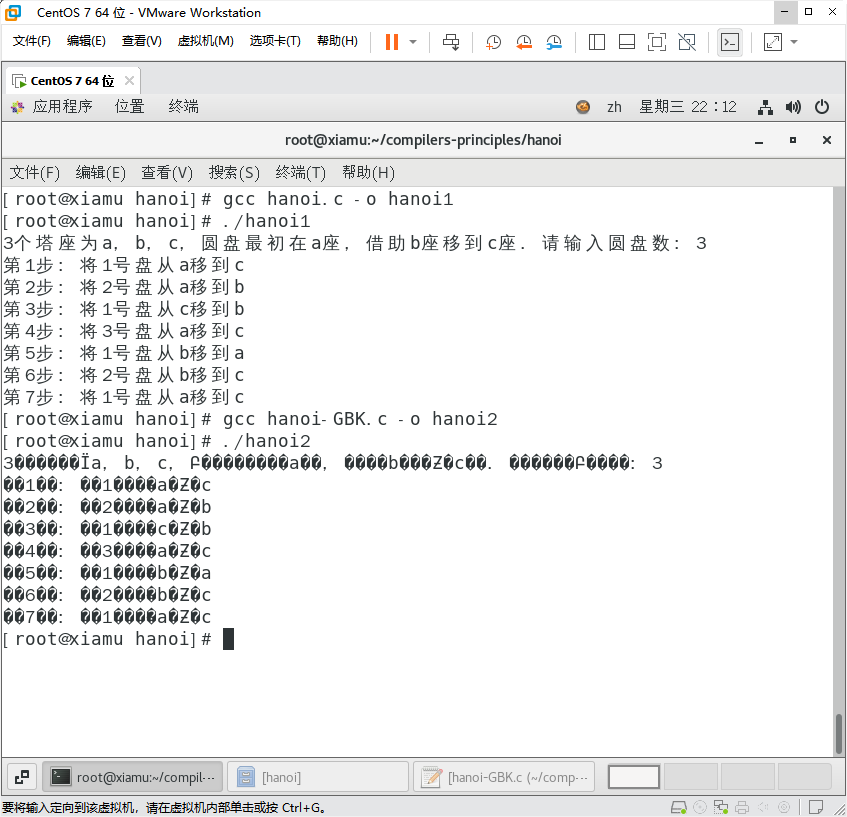 CentOS 7 64 位 - VMware Workstation
文件(F) 编辑(E) 查看(V) 虚拟机(M) 选项卡(T) 帮助(H)
CentOS 7 64 位
应用程序 位置 终端 zh 星期三 22：12
root@xiamu:~/compilers-principles/hanoi
文件(F) 编辑(E) 查看(V) 搜索(S) 终端(T) 帮助(H)
[root@xiamu hanoi]# gcc hanoi.c -o hanoi1
[root@xiamu hanoi]# ./hanoi1
3个塔座为a，b，c，圆盘最初在a座，借助b座移到c座．请输入圆盘数：3
第1步：将1号盘从a移到c
第2步：将2号盘从a移到b
第3步：将1号盘从c移到b
第4步：将3号盘从a移到c
第5步：将1号盘从b移到a
第6步：将2号盘从b移到c
第7步：将1号盘从a移到c
[root@xiamu hanoi]# gcc hanoi-GBK.c -o hanoi2
[root@xiamu hanoi]# ./hanoi2
3������Ïa，b，c，Բ��������a��，����b���Ƶ�c��．������Բ����：3
��1��：��1����a�Ƶ�c
��2��：��2����a�Ƶ�b
��3��：��1����c�Ƶ�b
��4��：��3����a�Ƶ�c
��5��：��1����b�Ƶ�a
��6��：��2����b�Ƶ�c
��7��：��1����a�Ƶ�c
[root@xiamu hanoi]#
root@xiamu:~/compil··· [hanoi] [hanoi-GBK.c (~/comp···
要将输入定向到该虚拟机，请在虚拟机内部单击或按 Ctrl+G。